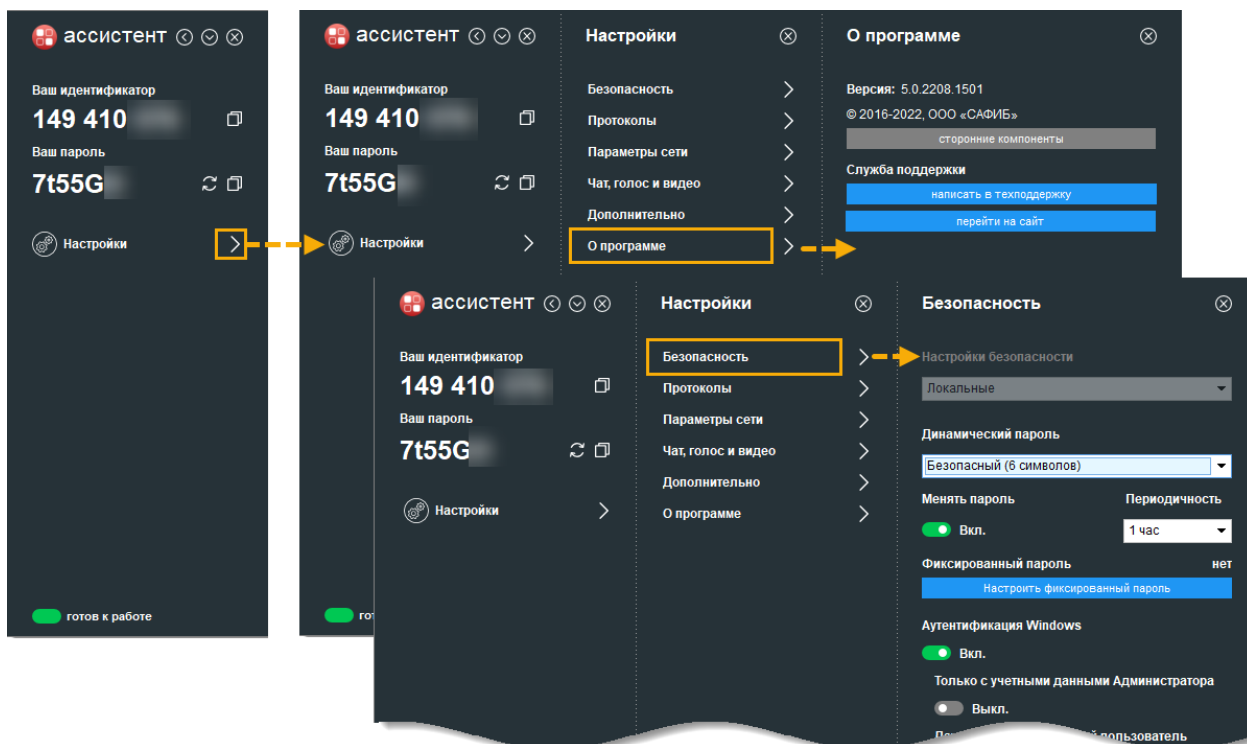 ассистент
Ваш идентификатор
149 410
Ваш пароль
7t55G
Настройки
готов к работе
ассистент
Ваш идентификатор
149 410
Ваш пароль
7t55G
Настройки
Настройки
Безопасность
Протоколы
Параметры сети
Чат, голос и видео
Дополнительно
О программе
О программе
Версия: 5.0.2208.1501
© 2016-2022, ООО «САФИБ»
сторонние компоненты
Служба поддержки
написать в техподдержку
перейти на сайт
ассистент
Ваш идентификатор
149 410
Ваш пароль
7t55G
Настройки
Настройки
Безопасность
Протоколы
Параметры сети
Чат, голос и видео
Дополнительно
О программе
Безопасность
Настройки безопасности
Локальные
Динамический пароль
Безопасный (6 символов)
Менять пароль Периодичность
Вкл. 1 час
Фиксированный пароль нет
Настроить фиксированный пароль
Аутентификация Windows
Вкл.
Только с учетными данными Администратора
Выкл.
пользователь